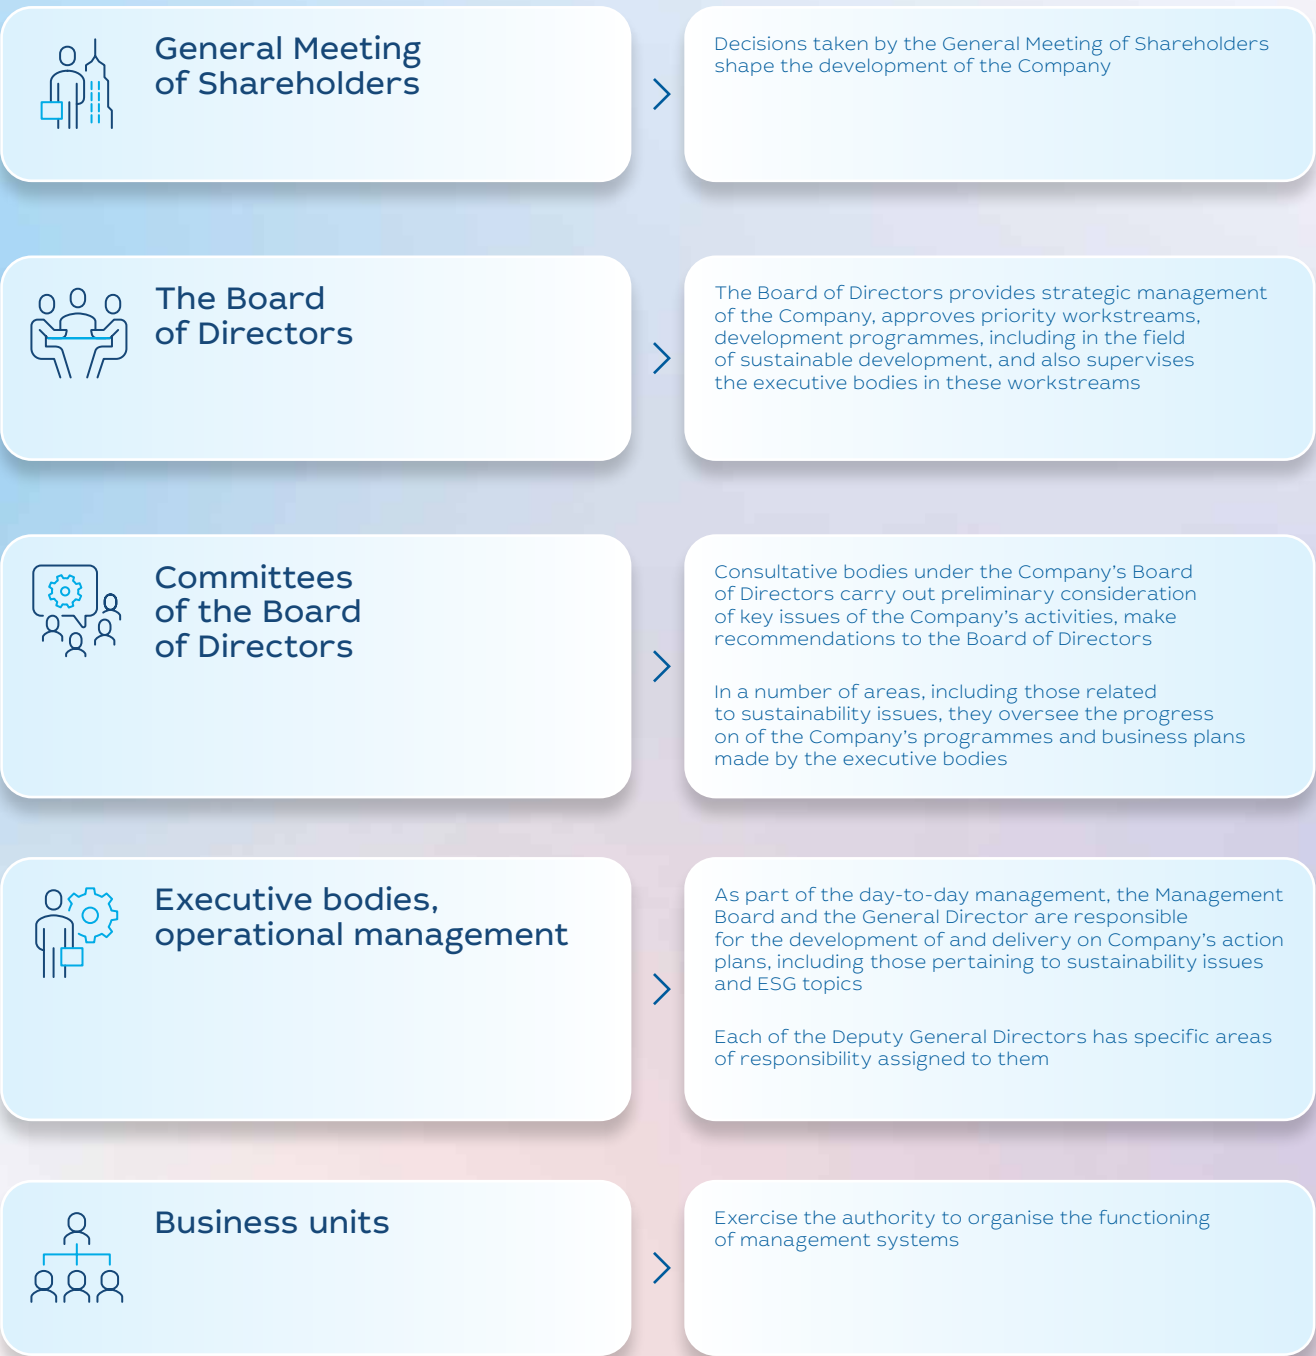 General Meeting
of Shareholders
Decisions taken by the General Meeting of Shareholders
shape the development of the Company
The Board
of Directors
The Board of Directors provides strategic management
of the Company, approves priority workstreams,
development programmes, including in the field
of sustainable development, and also supervises
the executive bodies in these workstreams
Committees
of the Board
of Directors
Consultative bodies under the Company’s Board
of Directors carry out preliminary consideration
of key issues of the Company’s activities, make
recommendations to the Board of Directors
In a number of areas, including those related
to sustainability issues, they oversee the progress
on of the Company’s programmes and business plans
made by the executive bodies
Executive bodies,
operational management
As part of the day-to-day management, the Management
Board and the General Director are responsible
for the development of and delivery on Company’s action
plans, including those pertaining to sustainability issues
and ESG topics
Each of the Deputy General Directors has specific areas
of responsibility assigned to them
Business units
Exercise the authority to organise the functioning
of management systems